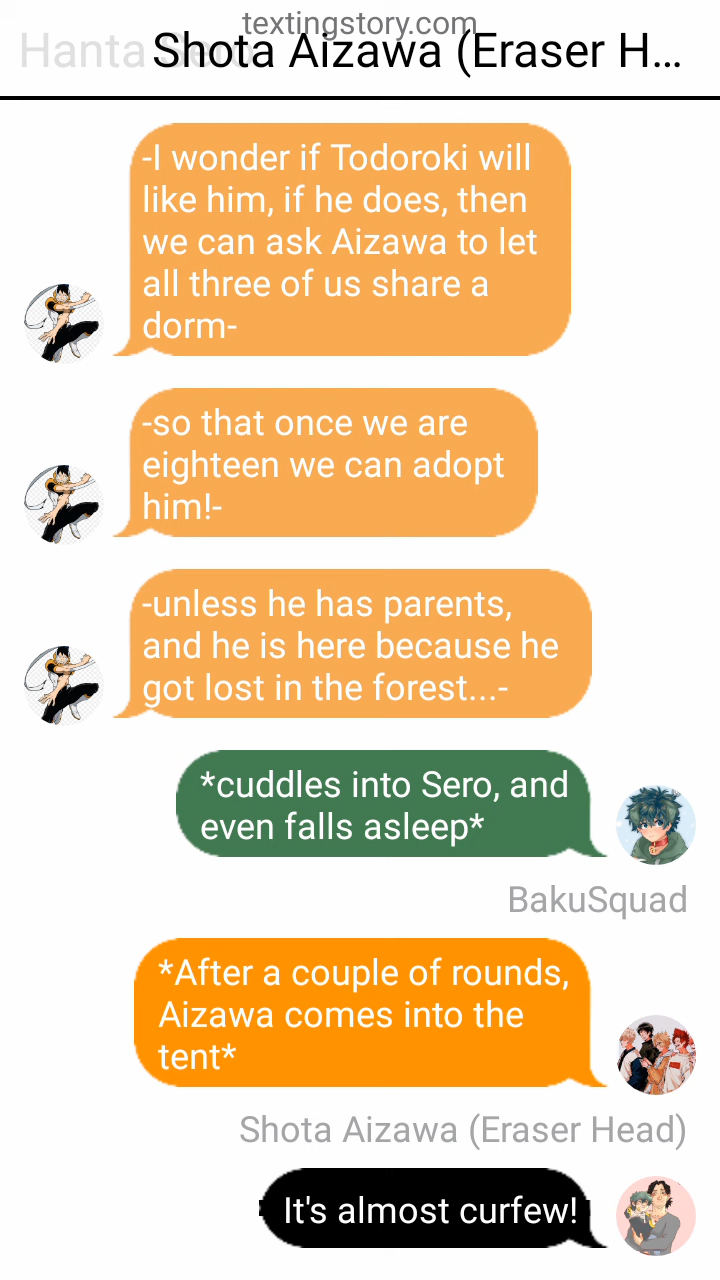 textingstory.com
Hanta Shota Aizawa (Eraser H...
-I wonder if Todoroki will
like him, if he does, then
we can ask Aizawa to let
all three of us share a
dorm-
-so that once we are
eighteen we can adopt
him!-
-unless he has parents,
and he is here because he
got lost in the forest...-
*cuddles into Sero, and
even falls asleep*
BakuSquad
*After a couple of rounds,
Aizawa comes into the
tent*
Shota Aizawa (Eraser Head)
It's almost curfew!